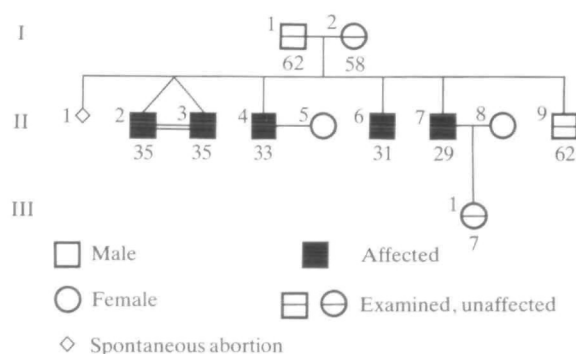 I 1 2
62 58
II 1 2 3 4 5 6 7 8 9
35 35 33 31 29 62
III 1
7
Male Affected
Female Examined, unaffected
Spontaneous abortion